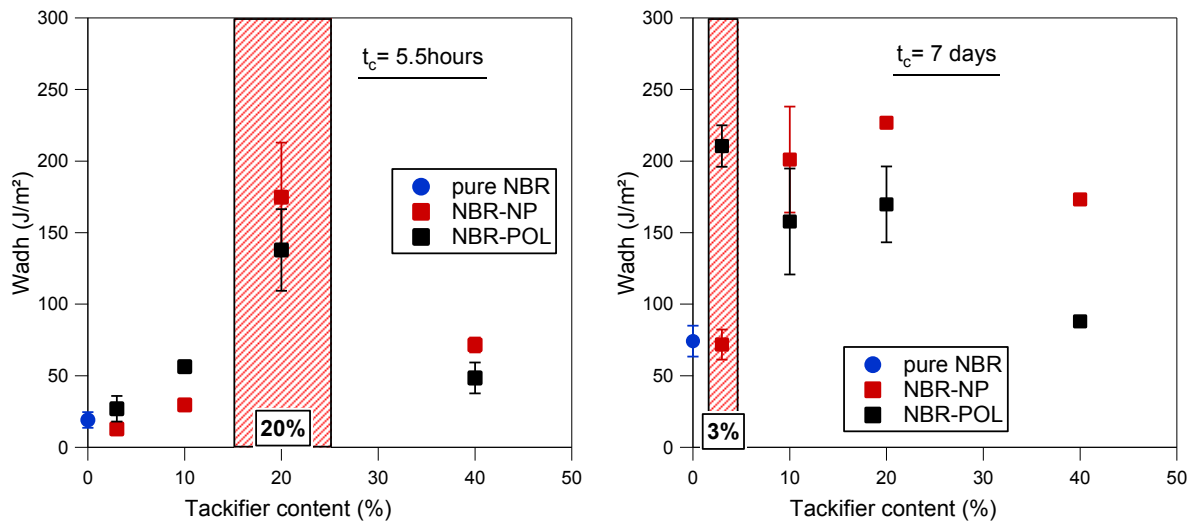 300
250
200
150
100
50
0
Wadh (J/m²)
t_c= 5.5hours
pure NBR
NBR-NP
NBR-POL
20%
0 10 20 30 40 50
Tackifier content (%)
300
250
200
150
100
50
0
Wadh (J/m²)
t_c= 7 days
pure NBR
NBR-NP
NBR-POL
3%
0 10 20 30 40 50
Tackifier content (%)